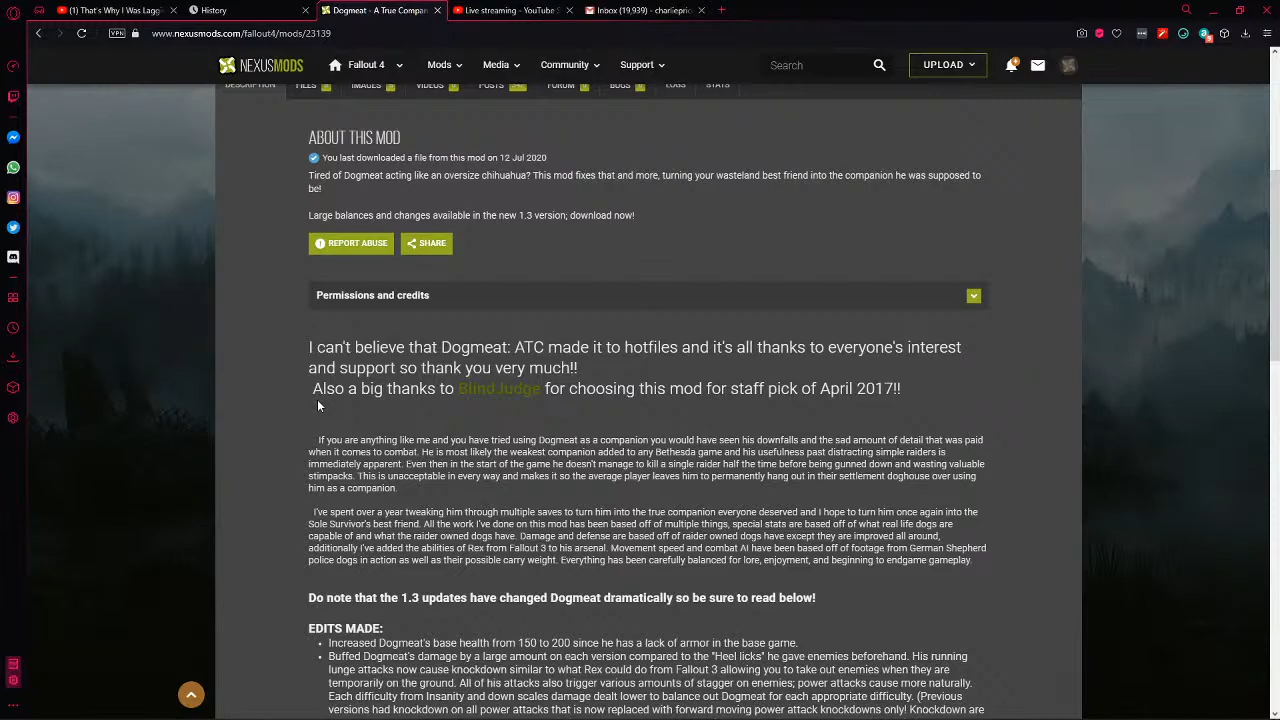 (1) That's Why I Was Laggi
History
Dogmeat - A True Compan
Live streaming - YouTube S
Inbox (19,939) - charlieprio
VPN www.nexusmods.com/fallout4/mods/23139
NEXUSMODS Fallout 4 Mods Media Community Support Search UPLOAD
DESCRIPTION FILES IMAGES VIDEOS POSTS FORUM BUGS LOGS STATS
ABOUT THIS MOD
You last downloaded a file from this mod on 12 Jul 2020
Tired of Dogmeat acting like an oversize chihuahua? This mod fixes that and more, turning your wasteland best friend into the companion he was supposed to
be!
Large balances and changes available in the new 1.3 version; download now!
REPORT ABUSE SHARE
Permissions and credits
I can't believe that Dogmeat: ATC made it to hotfiles and it's all thanks to everyone's interest
and support so thank you very much!!
Also a big thanks to BlindJudge for choosing this mod for staff pick of April 2017!!
If you are anything like me and you have tried using Dogmeat as a companion you would have seen his downfalls and the sad amount of detail that was paid
when it comes to combat. He is most likely the weakest companion added to any Bethesda game and his usefulness past distracting simple raiders is
immediately apparent. Even then in the start of the game he doesn't manage to kill a single raider half the time before being gunned down and wasting valuable
stimpacks. This is unacceptable in every way and makes it so the average player leaves him to permanently hang out in their settlement doghouse over using
him as a companion.
I've spent over a year tweaking him through multiple saves to turn him into the true companion everyone deserved and I hope to turn him once again into the
Sole Survivor's best friend. All the work I've done on this mod has been based off of multiple things, special stats are based off of what real life dogs are
capable of and what the raider owned dogs have. Damage and defense are based off of raider owned dogs have except they are improved all around,
additionally I've added the abilities of Rex from Fallout 3 to his arsenal. Movement speed and combat AI have been based off of footage from German Shepherd
police dogs in action as well as their possible carry weight. Everything has been carefully balanced for lore, enjoyment, and beginning to endgame gameplay.
Do note that the 1.3 updates have changed Dogmeat dramatically so be sure to read below!
EDITS MADE:
• Increased Dogmeat's base health from 150 to 200 since he has a lack of armor in the base game.
• Buffed Dogmeat's damage by a large amount on each version compared to the "Heel licks" he gave enemies beforehand. His running
lunge attacks now cause knockdown similar to what Rex could do from Fallout 3 allowing you to take out enemies when they are
temporarily on the ground. All of his attacks also trigger various amounts of stagger on enemies; power attacks cause more naturally.
Each difficulty from Insanity and down scales damage dealt lower to balance out Dogmeat for each appropriate difficulty. (Previous
versions had knockdown on all power attacks that is now replaced with forward moving power attack knockdowns only! Knockdown are